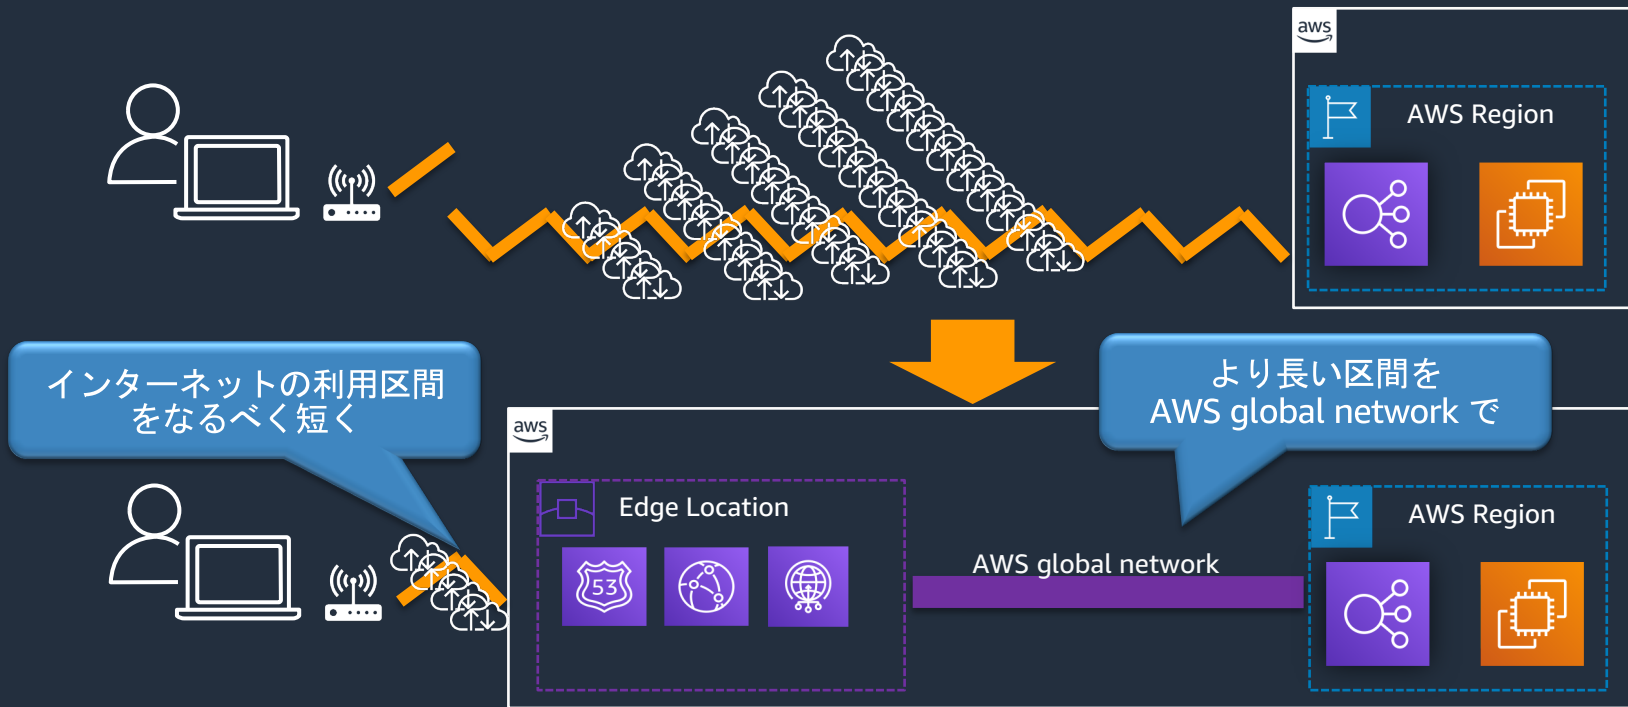 aws
AWS Region
インターネットの利用区間
をなるべく短く
より長い区間を
AWS global network で
aws
Edge Location
53
AWS global network
AWS Region